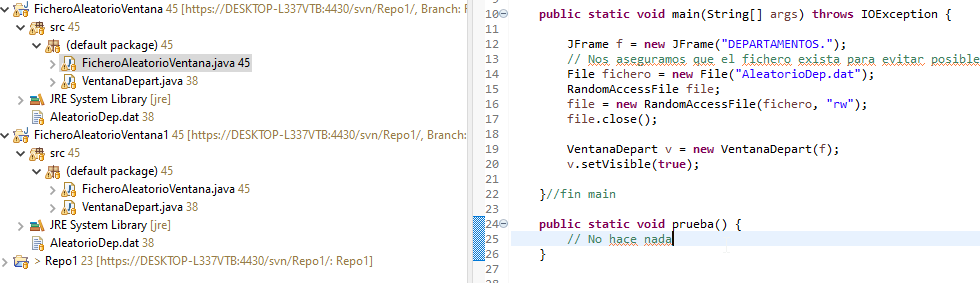 FicheroAleatorioVentana 45 [https://DESKTOP-L337VTB:4430/svn/Repo1/, Branch:
src 45
(default package) 45
FicheroAleatorioVentana.java 45
VentanaDepart.java 38
JRE System Library [jre]
AleatorioDep.dat 38
FicheroAleatorioVentana1 45 [https://DESKTOP-L337VTB:4430/svn/Repo1/, Branch:
src 45
(default package) 45
FicheroAleatorioVentana.java 45
VentanaDepart.java 38
JRE System Library [jre]
AleatorioDep.dat 38
> Repo1 23 [https://DESKTOP-L337VTB:4430/svn/Repo1/: Repo1]
10 public static void main(String[] args) throws IOException {
11
12 JFrame f = new JFrame("DEPARTAMENTOS.");
13 // Nos aseguramos que el fichero exista para evitar posible
14 File fichero = new File("AleatorioDep.dat");
15 RandomAccessFile file;
16 file = new RandomAccessFile(fichero, "rw");
17 file.close();
18
19 VentanaDepart v = new VentanaDepart(f);
20 v.setVisible(true);
21
22 }//fin main
23
24 public static void prueba() {
25 // No hace nada
26 }
27
28